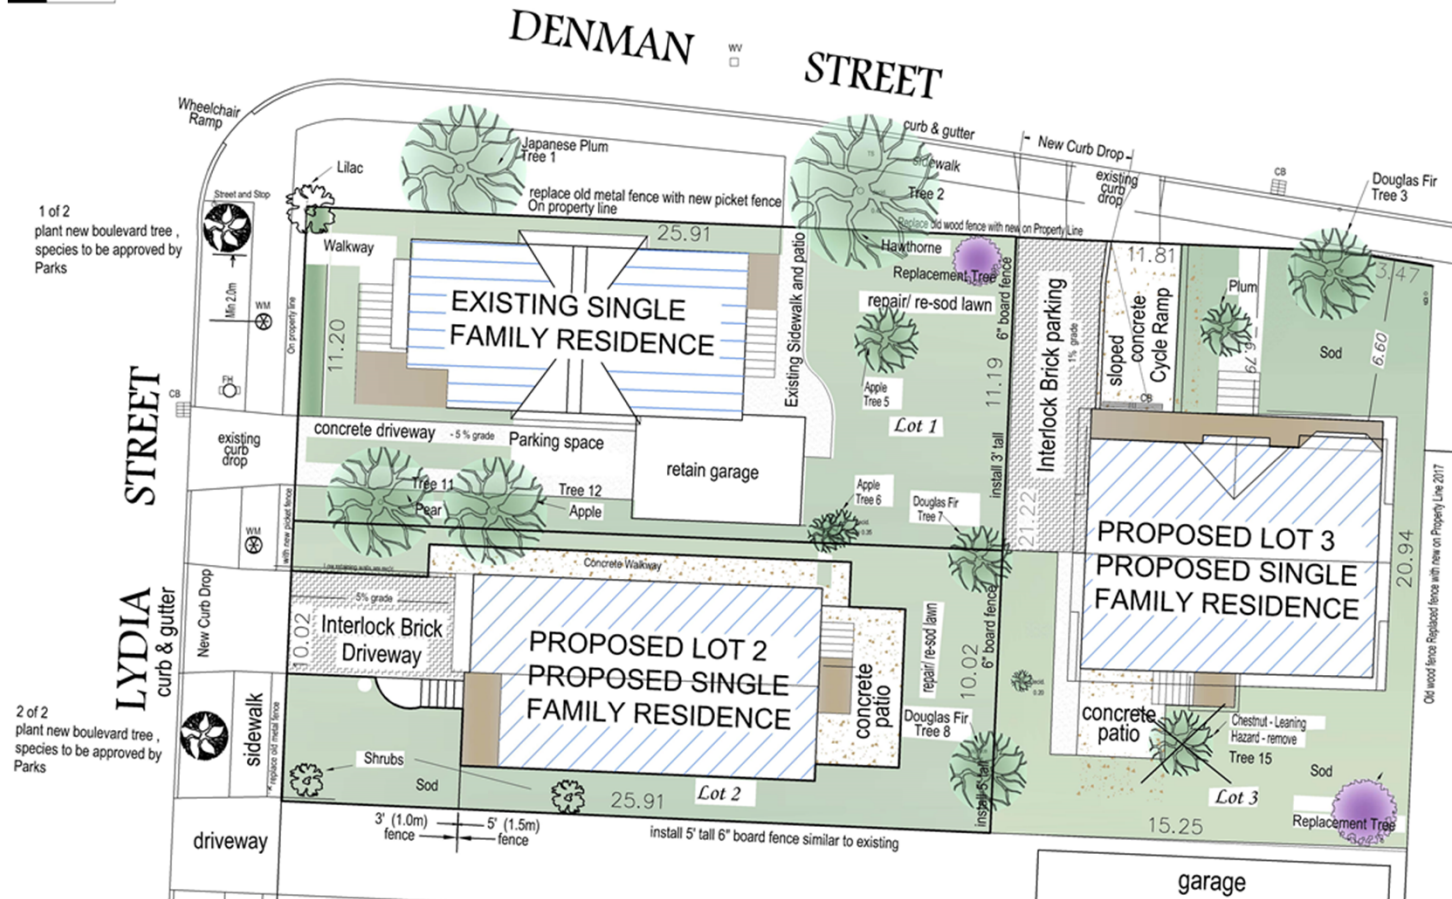 DENMAN STREET
WV
Wheelchair
Ramp
curb & gutter
New Curb Drop
existing
curb
drop
CB
Douglas Fir
Tree 3
Japanese Plum
Tree 1
sidewalk
Tree 2
Lilac
Street and Stop
replace old metal fence with new picket fence
On property line
Replace old wood fence with new on Property Line
1 of 2
plant new boulevard tree ,
species to be approved by
Parks
Min 2.0m
WM
FH
CB
On property line
Walkway
25.91
11.20
EXISTING SINGLE
FAMILY RESIDENCE
Existing Sidewalk and patio
Hawthorne
Replacement Tree
repair/ re-sod lawn
6" board fence
11.19
install 3' tall
Apple
Tree 5
Lot 1
Interlock Brick parking
1% grade
21.22
11.81
sloped
concrete
Cycle Ramp
CB
Plum
6.79
3.47
6.60
Sod
existing
curb
drop
concrete driveway
- 5 % grade
Parking space
retain garage
Tree 11
Pear
Tree 12
Apple
Apple
Tree 6
Douglas Fir
Tree 7
WM
with new picket fence
LYDIA STREET
curb & gutter
New Curb Drop
Concrete Walkway
5% grade
10.02
Interlock Brick
Driveway
PROPOSED LOT 2
PROPOSED SINGLE
FAMILY RESIDENCE
concrete
patio
repair/ re-sod lawn
10.02
6" board fence
Douglas Fir
Tree 8
install 5' tall
PROPOSED LOT 3
PROPOSED SINGLE
FAMILY RESIDENCE
20.94
Old wood fence Replaced fence with new on Property Line 2017
concrete
patio
Chestnut - Leaning
Hazard - remove
Tree 15
Sod
Lot 3
Replacement Tree
15.25
2 of 2
plant new boulevard tree ,
species to be approved by
Parks
sidewalk
replace old metal fence
Shrubs
Sod
25.91
Lot 2
3' (1.0m)
fence
5' (1.5m)
fence
install 5' tall 6" board fence similar to existing
driveway
garage